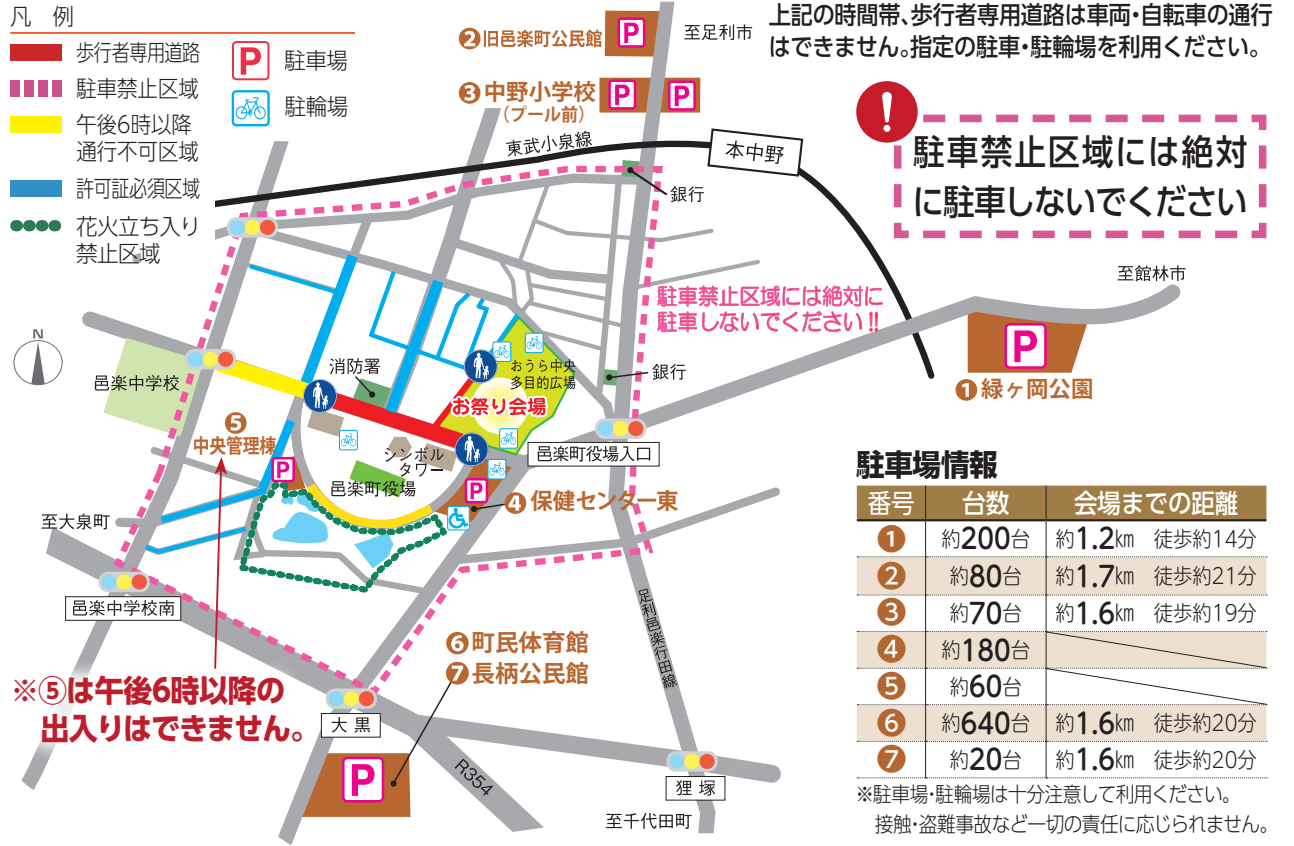 凡 例
歩行者専用道路
駐車禁止区域
午後6時以降
通行不可区域
許可証必須区域
花火立ち入り
禁止区域
P 駐車場
駐輪場
N
❷旧邑楽町公民館
P
至足利市
❸中野小学校
(プール前)
P
P
東武小泉線
本中野
銀行
上記の時間帯、歩行者専用道路は車両・自転車の通行
はできません。指定の駐車・駐輪場を利用ください。
!
駐車禁止区域には絶対
に駐車しないでください
至館林市
駐車禁止区域には絶対に
駐車しないでください!!
P
❶緑ヶ岡公園
邑楽中学校
消防署
おうら中央
多目的広場
お祭り会場
銀行
❺
中央管理棟
P
シンボル
タワー
邑楽町役場
邑楽町役場入口
P
❹保健センター東
至大泉町
邑楽中学校南
足利邑楽行田線
❻町民体育館
❼長柄公民館
※⑤は午後6時以降の
出入りはできません。
大黒
P
R354
狸塚
至千代田町
駐車場情報
番号 台数 会場までの距離
❶ 約200台 約1.2㎞ 徒歩約14分
❷ 約80台 約1.7㎞ 徒歩約21分
❸ 約70台 約1.6㎞ 徒歩約19分
❹ 約180台
❺ 約60台
❻ 約640台 約1.6㎞ 徒歩約20分
❼ 約20台 約1.6㎞ 徒歩約20分
※駐車場・駐輪場は十分注意して利用ください。
接触・盗難事故など一切の責任に応じられません。